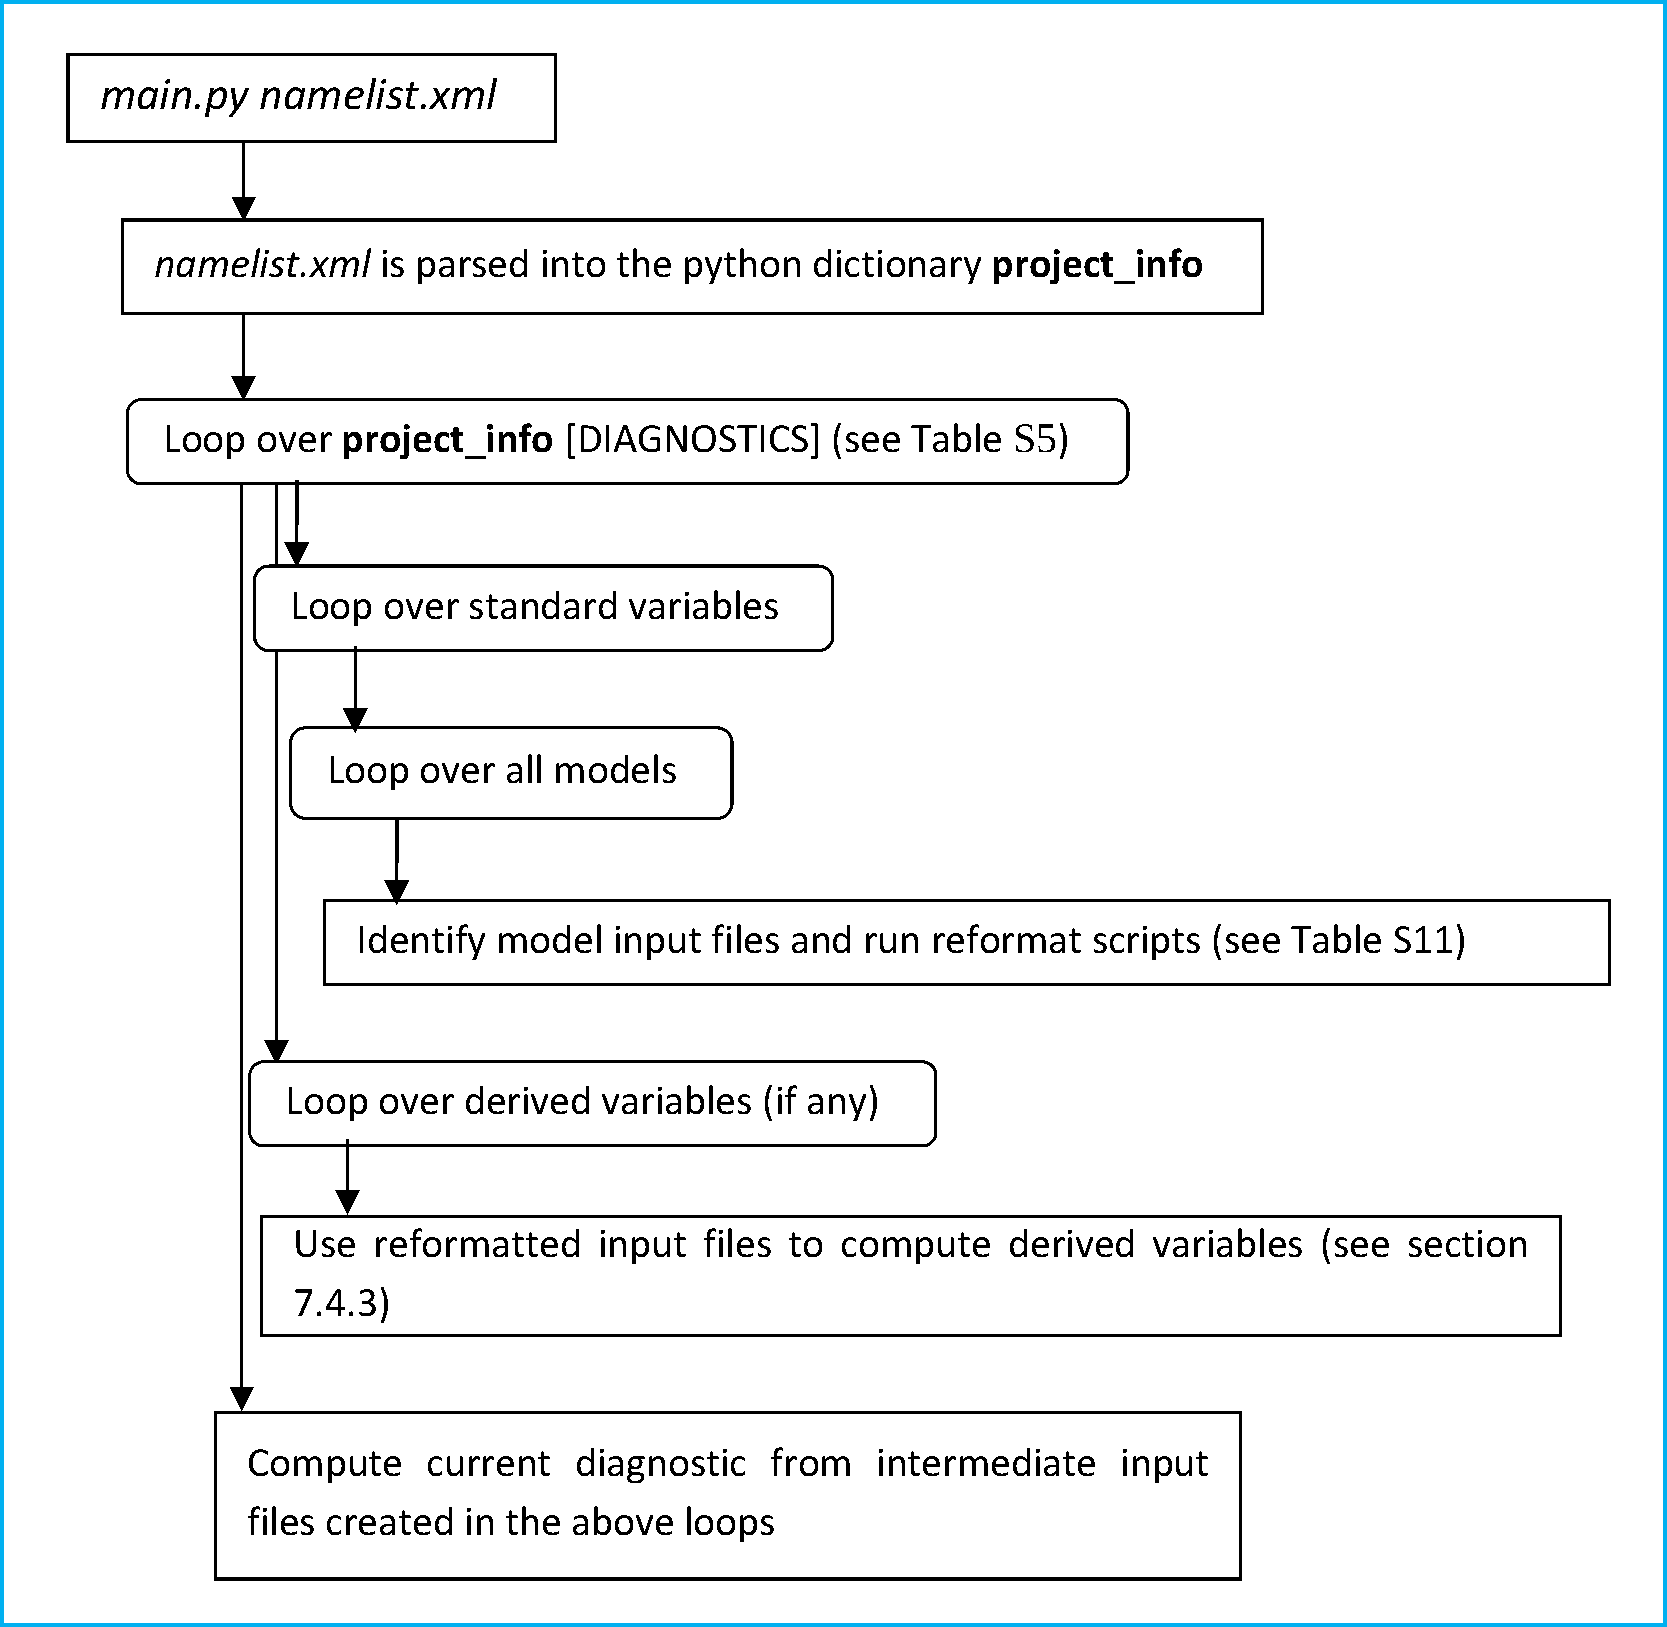 main.py namelist.xml
namelist.xml is parsed into the python dictionary project_info
Loop over project_info [DIAGNOSTICS] (see Table S5)
Loop over standard variables
Loop over all models
Identify model input files and run reformat scripts (see Table S11)
Loop over derived variables (if any)
Use reformatted input files to compute derived variables (see section
7.4.3)
Compute current diagnostic from intermediate input
files created in the above loops